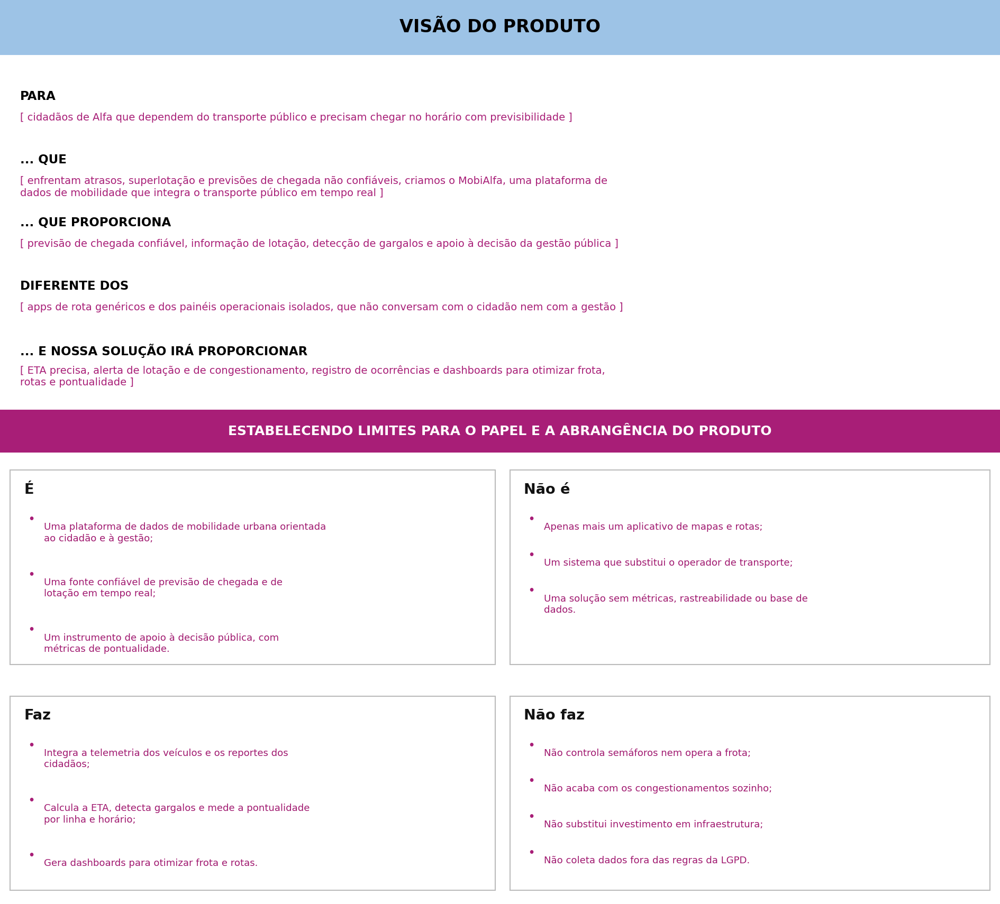 VISÃO DO PRODUTO
PARA
[ cidadãos de Alfa que dependem do transporte público e precisam chegar no horário com previsibilidade ]
... QUE
[ enfrentam atrasos, superlotação e previsões de chegada não confiáveis, criamos o MobiAlfa, uma plataforma de
dados de mobilidade que integra o transporte público em tempo real ]
... QUE PROPORCIONA
[ previsão de chegada confiável, informação de lotação, detecção de gargalos e apoio à decisão da gestão pública ]
DIFERENTE DOS
[ apps de rota genéricos e dos painéis operacionais isolados, que não conversam com o cidadão nem com a gestão ]
... E NOSSA SOLUÇÃO IRÁ PROPORCIONAR
[ ETA precisa, alerta de lotação e de congestionamento, registro de ocorrências e dashboards para otimizar frota,
rotas e pontualidade ]
ESTABELECENDO LIMITES PARA O PAPEL E A ABRANGÊNCIA DO PRODUTO
É
• Uma plataforma de dados de mobilidade urbana orientada
ao cidadão e à gestão;
• Uma fonte confiável de previsão de chegada e de
lotação em tempo real;
• Um instrumento de apoio à decisão pública, com
métricas de pontualidade.
Não é
• Apenas mais um aplicativo de mapas e rotas;
• Um sistema que substitui o operador de transporte;
• Uma solução sem métricas, rastreabilidade ou base de
dados.
Faz
• Integra a telemetria dos veículos e os reportes dos
cidadãos;
• Calcula a ETA, detecta gargalos e mede a pontualidade
por linha e horário;
• Gera dashboards para otimizar frota e rotas.
Não faz
• Não controla semáforos nem opera a frota;
• Não acaba com os congestionamentos sozinho;
• Não substitui investimento em infraestrutura;
• Não coleta dados fora das regras da LGPD.